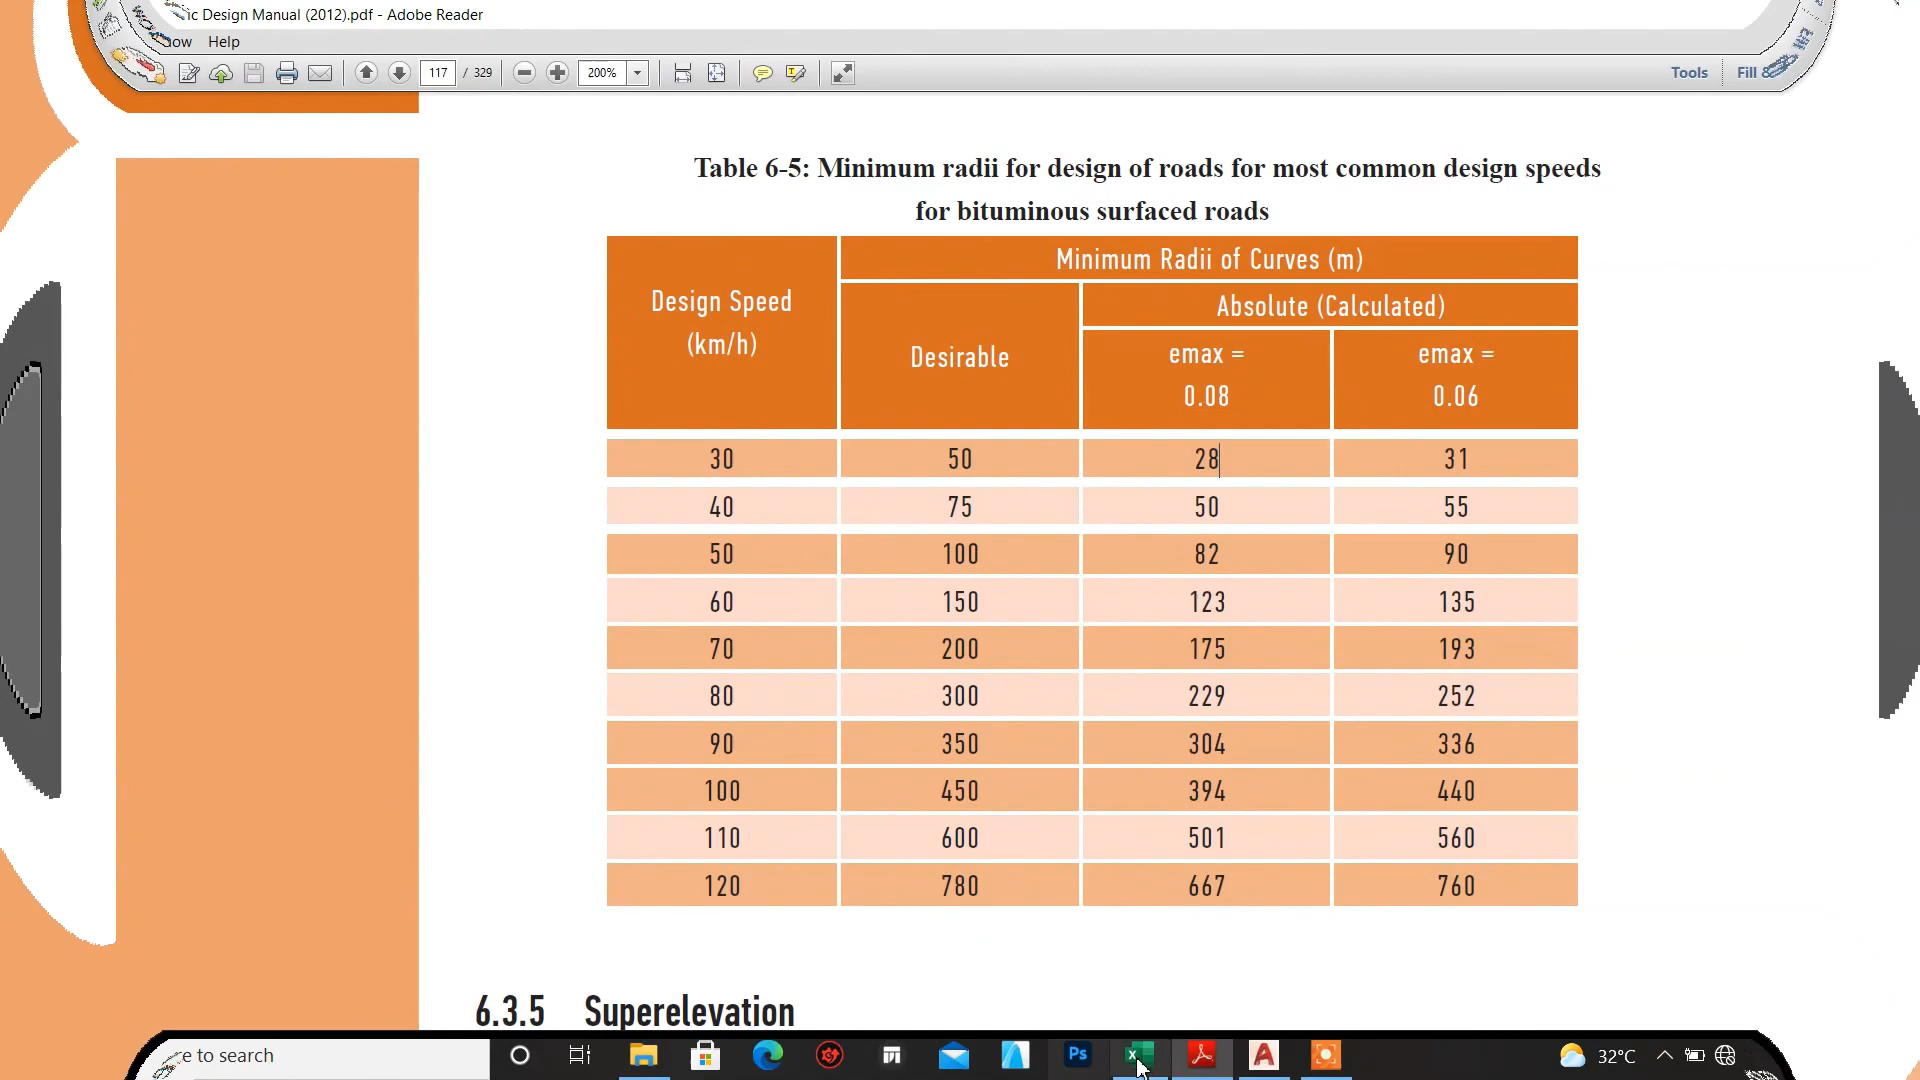 ic Design Manual (2012).pdf - Adobe Reader
ow Help
117 / 329 200% Tools Fill &
Table 6-5: Minimum radii for design of roads for most common design speeds
for bituminous surfaced roads
Design Speed
(km/h)
Minimum Radii of Curves (m)
Desirable
Absolute (Calculated)
emax =
0.08
emax =
0.06
30 50 28 31
40 75 50 55
50 100 82 90
60 150 123 135
70 200 175 193
80 300 229 252
90 350 304 336
100 450 394 440
110 600 501 560
120 780 667 760
6.3.5 Superelevation
e to search
Ps
32°C